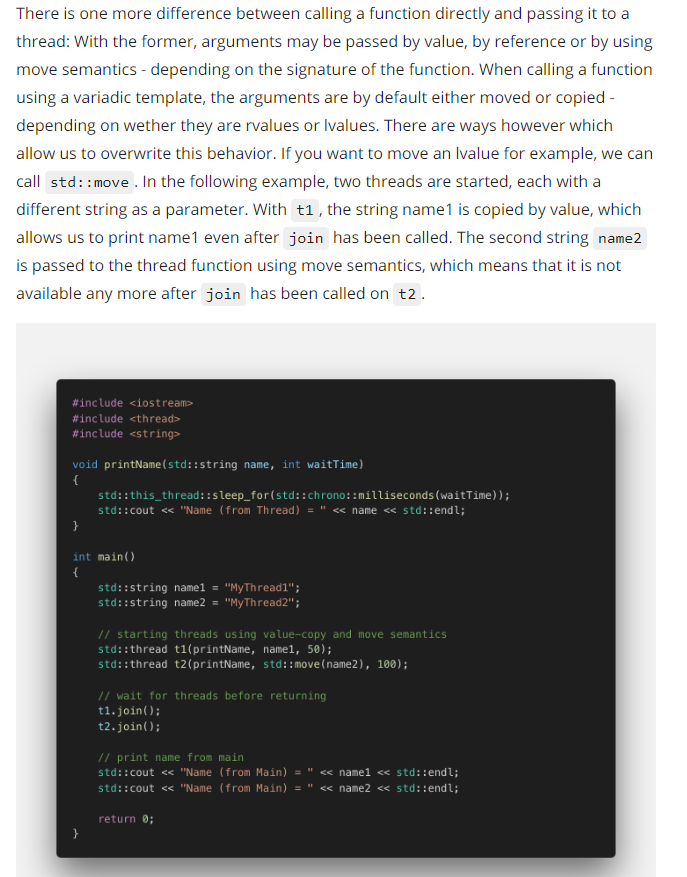 There is one more difference between calling a function directly and passing it to a
thread: With the former, arguments may be passed by value, by reference or by using
move semantics - depending on the signature of the function. When calling a function
using a variadic template, the arguments are by default either moved or copied -
depending on wether they are rvalues or lvalues. There are ways however which
allow us to overwrite this behavior. If you want to move an lvalue for example, we can
call std::move . In the following example, two threads are started, each with a
different string as a parameter. With t1 , the string name1 is copied by value, which
allows us to print name1 even after join has been called. The second string name2
is passed to the thread function using move semantics, which means that it is not
available any more after join has been called on t2 .
#include <iostream>
#include <thread>
#include <string>
void printName(std::string name, int waitTime)
{
    std::this_thread::sleep_for(std::chrono::milliseconds(waitTime));
    std::cout << "Name (from Thread) = " << name << std::endl;
}
int main()
{
    std::string name1 = "MyThread1";
    std::string name2 = "MyThread2";
    // starting threads using value-copy and move semantics
    std::thread t1(printName, name1, 50);
    std::thread t2(printName, std::move(name2), 100);
    // wait for threads before returning
    t1.join();
    t2.join();
    // print name from main
    std::cout << "Name (from Main) = " << name1 << std::endl;
    std::cout << "Name (from Main) = " << name2 << std::endl;
    return 0;
}